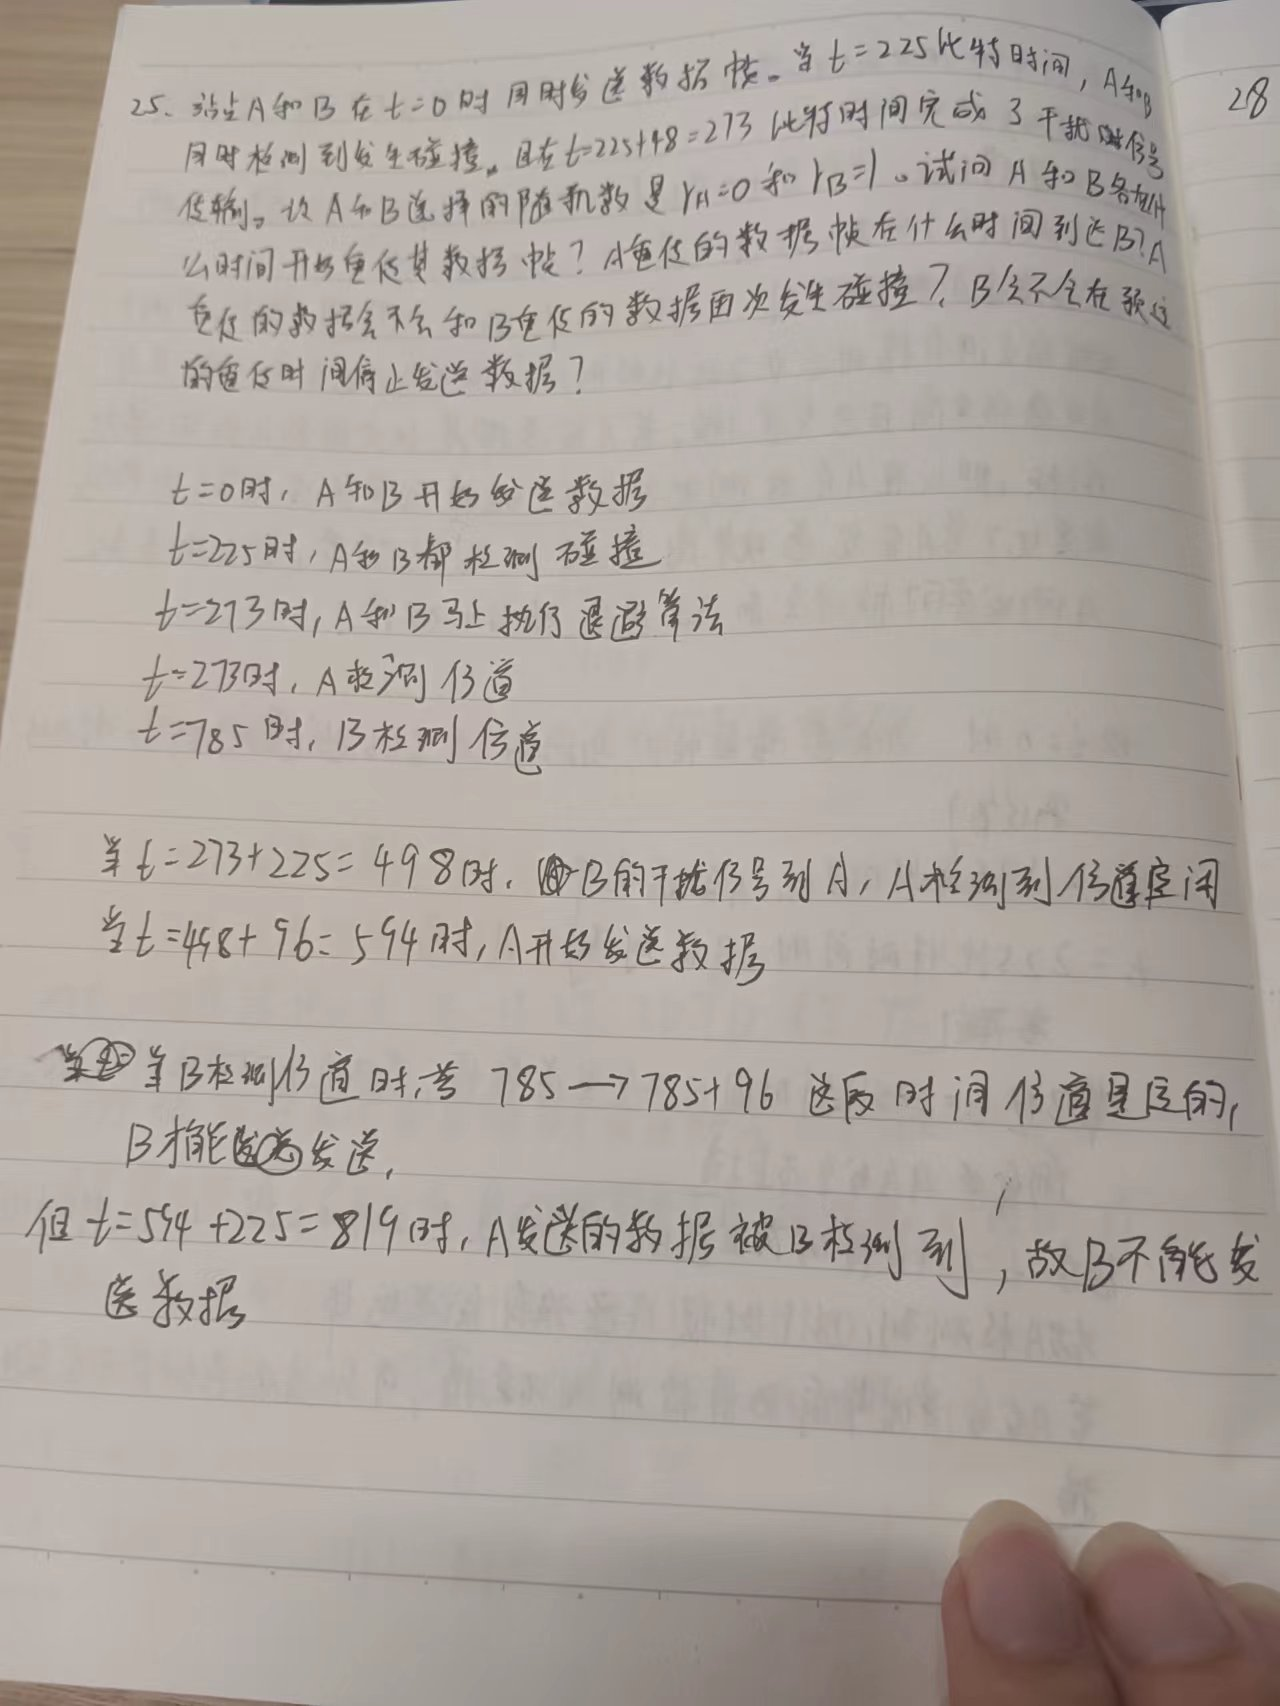 25. 站点A和B在t=0时同时发送数据帧。当t=225比特时间，A和B
28
同时检测到发生碰撞。且在t=225+48=273比特时间完成了干扰信号
传输。设A和B选择的随机数是rA=0和rB=1。试问A和B各在什
么时间开始重传其数据帧？A重传的数据帧在什么时间到达B？A
重传的数据会不会和B重传的数据再次发生碰撞？B会不会在预定
的重传时间停止发送数据？
t=0时，A和B开始发送数据
t=225时，A和B都检测碰撞
t=273时，A和B马上执行退避算法
t=273时，A检测信道
t=785时，B检测信道
当t=273+225=498时，B的干扰信号到A，A检测到信道空闲
当t=498+96=594时，A开始发送数据
当B检测信道时，若785→785+96这段时间信道是空的，
B才能发送，
但t=594+225=819时，A发送的数据被B检测到，故B不能发
送数据